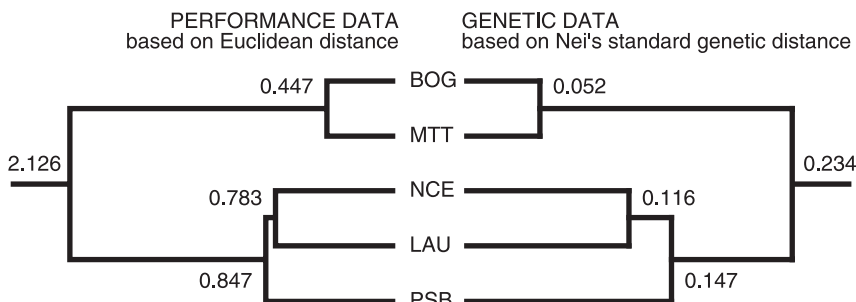 PERFORMANCE DATA
based on Euclidean distance
GENETIC DATA
based on Nei's standard genetic distance
0.447
BOG
0.052
MTT
2.126
0.234
0.783
NCE
0.116
LAU
0.847
0.147
PSB